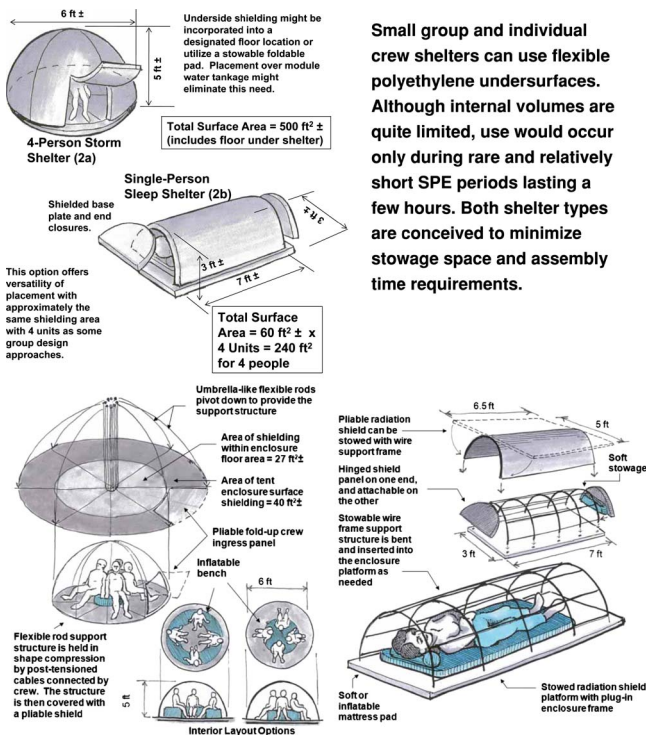 6 ft ±
5 ft ±
Underside shielding might be
incorporated into a
designated floor location or
utilize a stowable foldable
pad. Placement over module
water tankage might
eliminate this need.
Total Surface Area = 500 ft² ±
(includes floor under shelter)
4-Person Storm
Shelter (2a)
Single-Person
Sleep Shelter (2b)
Shielded base
plate and end
closures.
3 ft ±
3 ft ±
7 ft ±
This option offers
versatility of
placement with
approximately the
same shielding area
with 4 units as some
group design
approaches.
Total Surface
Area = 60 ft² ± x
4 Units = 240 ft²
for 4 people
Small group and individual
crew shelters can use flexible
polyethylene undersurfaces.
Although internal volumes are
quite limited, use would occur
only during rare and relatively
short SPE periods lasting a
few hours. Both shelter types
are conceived to minimize
stowage space and assembly
time requirements.
Umbrella-like flexible rods
pivot down to provide the
support structure
Area of shielding
within enclosure
floor area = 27 ft²±
Area of tent
enclosure surface
shielding = 40 ft²±
Pliable fold-up crew
ingress panel
Inflatable
bench
6 ft
Flexible rod support
structure is held in
shape compression
by post-tensioned
cables connected by
crew. The structure
is then covered with
a pliable shield
5 ft
Interior Layout Options
6.5 ft
5 ft
Pliable radiation
shield can be
stowed with wire
support frame
Soft
stowage
Hinged shield
panel on one end,
and attachable on
the other
3 ft
7 ft
Stowable wire
frame support
structure is bent
and inserted into
the enclosure
platform as
needed
Soft or
inflatable
mattress pad
Stowed radiation shield
platform with plug-in
enclosure frame